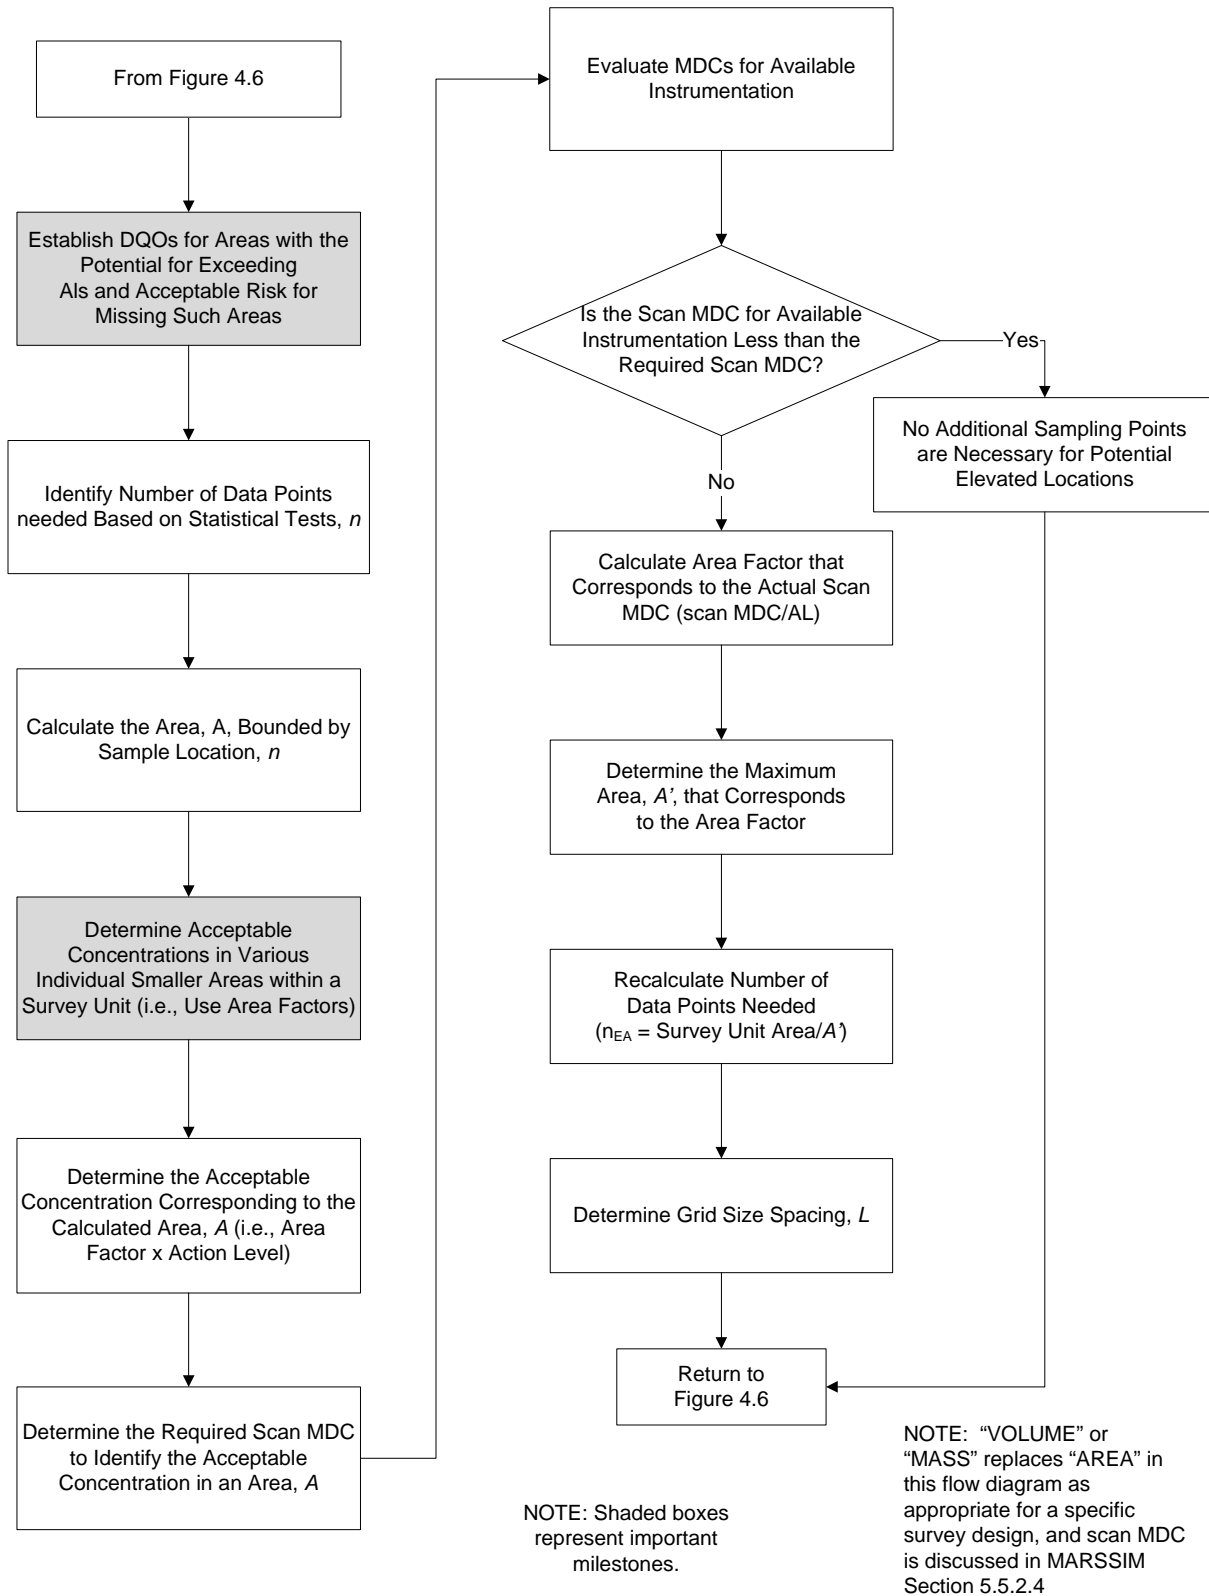 From Figure 4.6
Establish DQOs for Areas with the
Potential for Exceeding
Als and Acceptable Risk for
Missing Such Areas
Identify Number of Data Points
needed Based on Statistical Tests, n
Calculate the Area, A, Bounded by
Sample Location, n
Determine Acceptable
Concentrations in Various
Individual Smaller Areas within a
Survey Unit (i.e., Use Area Factors)
Determine the Acceptable
Concentration Corresponding to the
Calculated Area, A (i.e., Area
Factor x Action Level)
Determine the Required Scan MDC
to Identify the Acceptable
Concentration in an Area, A
Evaluate MDCs for Available
Instrumentation
Is the Scan MDC for Available
Instrumentation Less than the
Required Scan MDC?
Yes
No Additional Sampling Points
are Necessary for Potential
Elevated Locations
No
Calculate Area Factor that
Corresponds to the Actual Scan
MDC (scan MDC/AL)
Determine the Maximum
Area, A’, that Corresponds
to the Area Factor
Recalculate Number of
Data Points Needed
(nEA = Survey Unit Area/A’)
Determine Grid Size Spacing, L
Return to
Figure 4.6
NOTE: Shaded boxes
represent important
milestones.
NOTE: “VOLUME” or
“MASS” replaces “AREA” in
this flow diagram as
appropriate for a specific
survey design, and scan MDC
is discussed in MARSSIM
Section 5.5.2.4